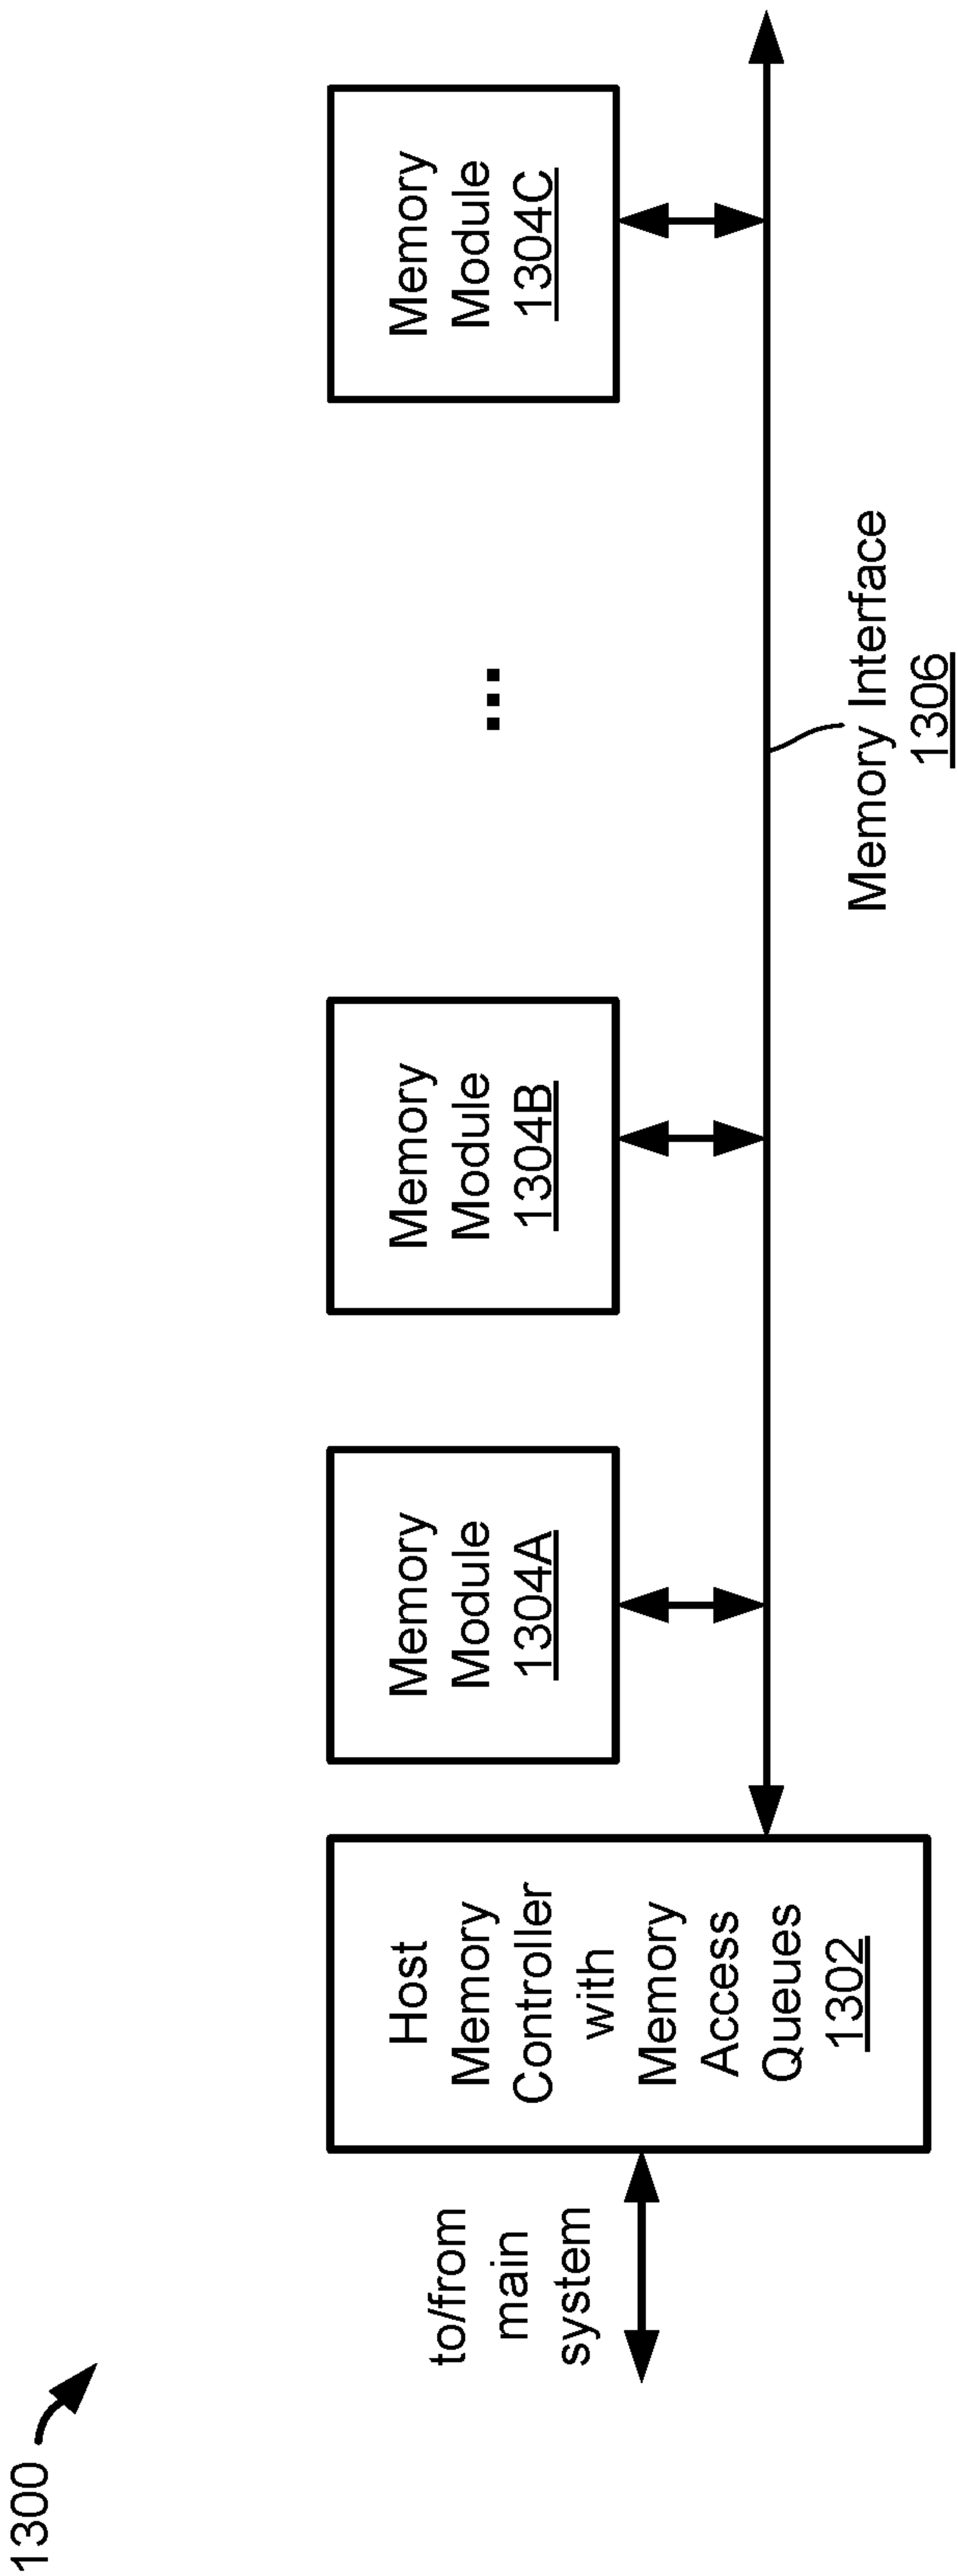 1300
to/from
main
system
Host
Memory
Controller
with
Memory
Access
Queues
1302
Memory
Module
1304A
Memory
Module
1304B
...
Memory
Module
1304C
Memory Interface
1306